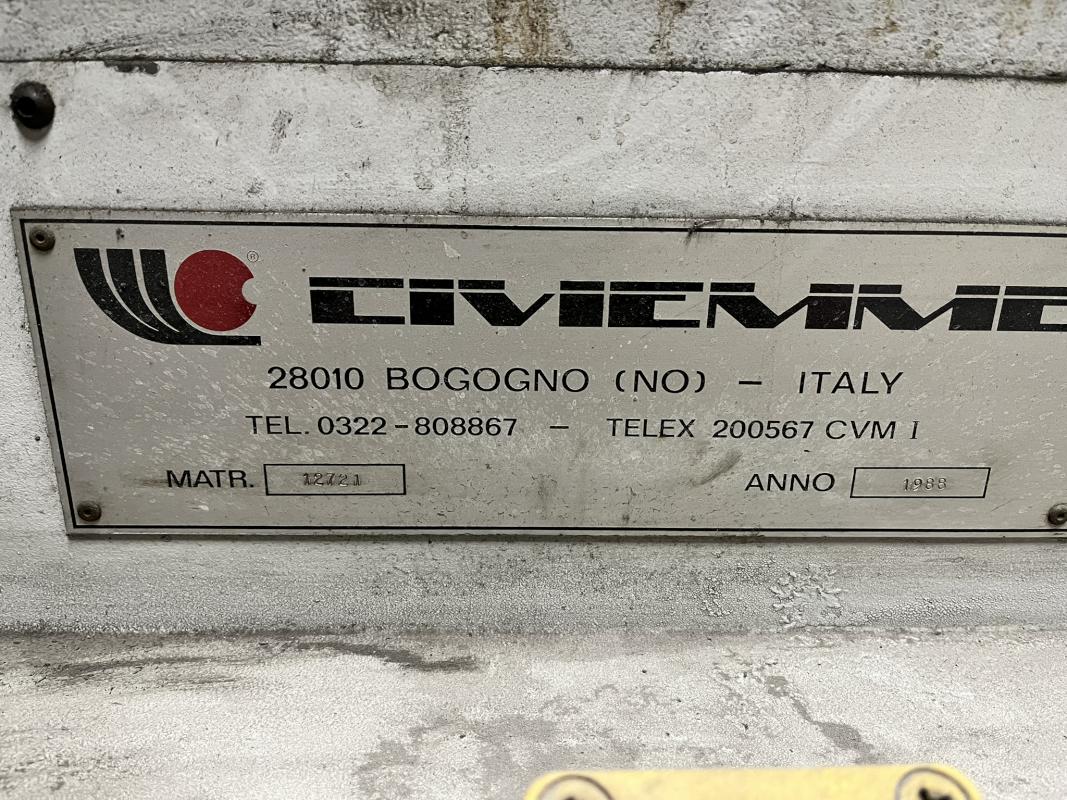 ® CIVIEMME
28010 BOGOGNO (NO) – ITALY
TEL. 0322-808867 – TELEX 200567 CVM I
MATR. 12721 ANNO 1988